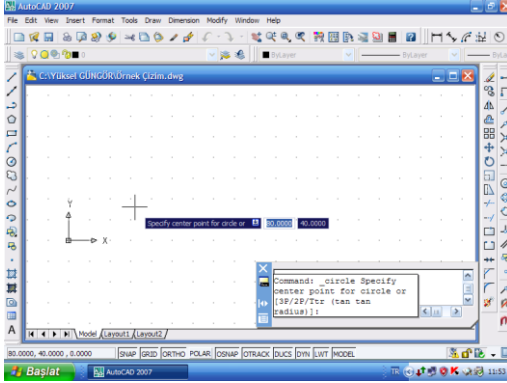 AutoCAD 2007
File Edit View Insert Format Tools Draw Dimension Modify Window Help
0 ByLayer ByLayer ByL
C:\Yüksel GÜNGÖR\Örnek Çizim.dwg
Y
X
Specify center point for circle or 80.0000 40.0000
Command: _circle Specify
center point for circle or
[3P/2P/Ttr (tan tan
radius)]:
Model Layout1 Layout2
80.0000, 40.0000 , 0.0000 SNAP GRID ORTHO POLAR OSNAP OTRACK DUCS DYN LWT MODEL
Başlat AutoCAD 2007 TR 11:53